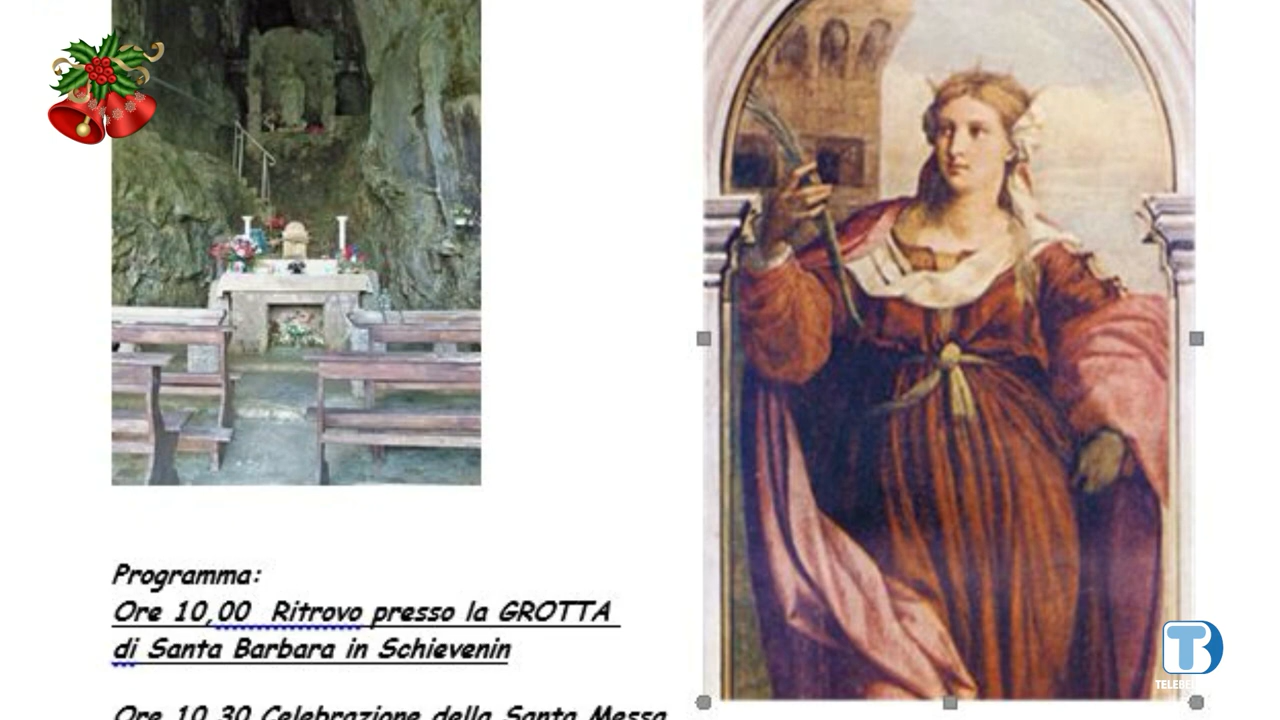 Programma:
Ore 10,00 Ritrovo presso la GROTTA
di Santa Barbara in Schievenin
Ore 10,30 Celebrazione della Santa Messa
TB